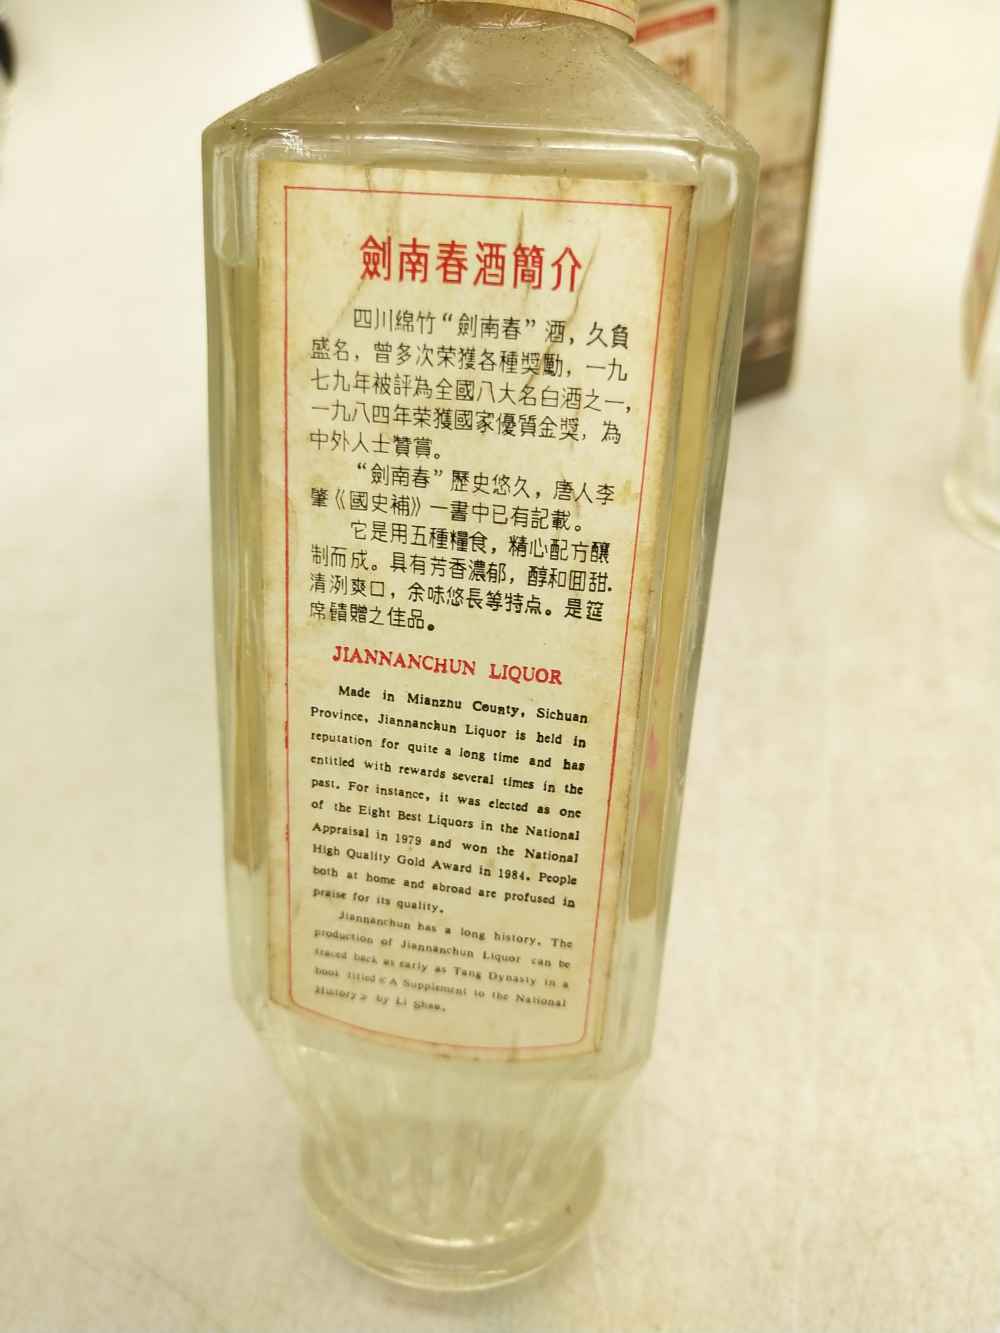 劍南春酒簡介
四川綿竹“劍南春”酒，久負
盛名，曾多次荣獲各種獎勵，一九
七九年被評為全國八大名白酒之一，
一九八四年荣獲國家優質金獎，為
中外人士贊賞。
“劍南春”歷史悠久，唐人李
肇《國史補》一書中已有記載。
它是用五種糧食，精心配方釀
制而成。具有芳香濃郁，醇和囬甜.
清洌爽口，余味悠長等特点。是筵
席饋贈之佳品。
JIANNANCHUN LIQUOR
Made in Mianzhu County, Sichuan
Province, Jiannanchun Liquor is held in
reputation for quite a long time and has
entitled with rewards several times in the
past. For instance, it was elected as one
of the Eight Best Liquors in the National
Appraisal in 1979 and won the National
High Quality Gold Award in 1984. People
both at home and abroad are profused in
praise for its quality.
Jiannanchun has a long history. The
production of Jiannanchun Liquor can be
traced back as early as Tang Dynasty in a
book titled《A Supplement to the National
History》 by Li Shao.